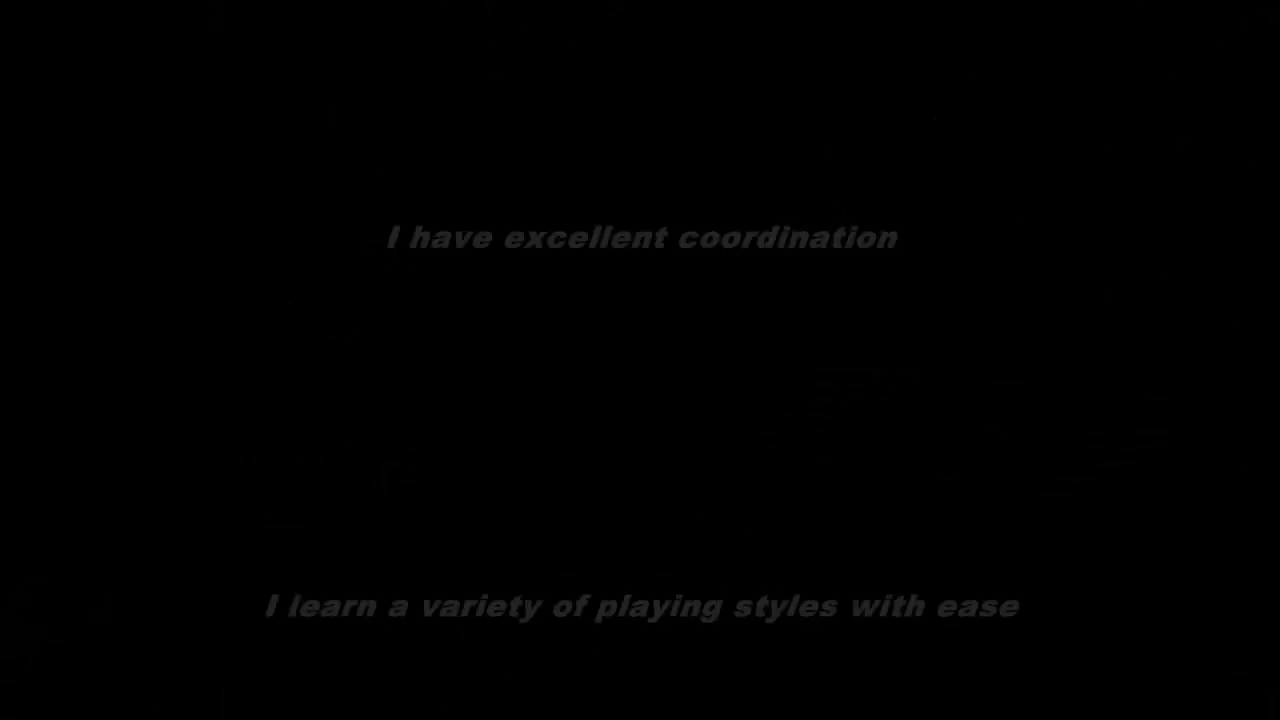 I have excellent coordination
I learn a variety of playing styles with ease